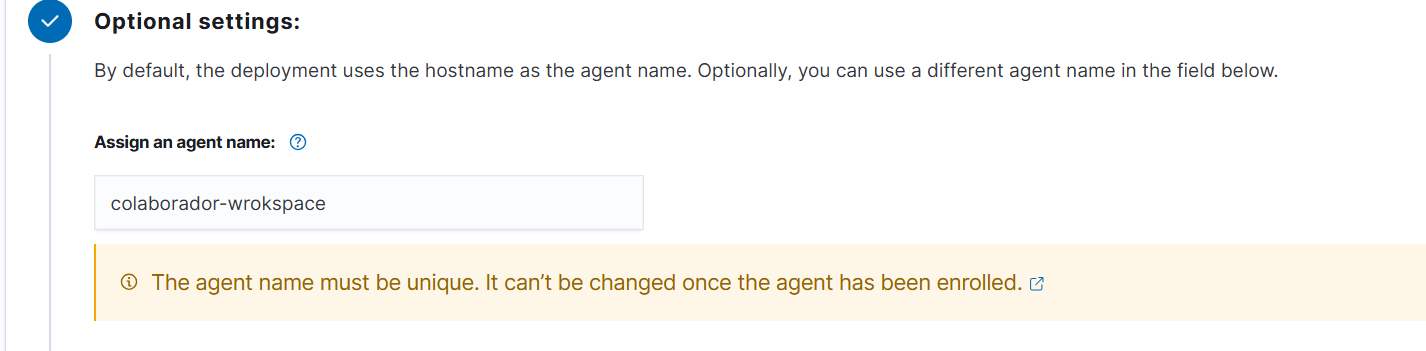 Optional settings:
By default, the deployment uses the hostname as the agent name. Optionally, you can use a different agent name in the field below.
Assign an agent name:
colaborador-wrokspace
The agent name must be unique. It can’t be changed once the agent has been enrolled.